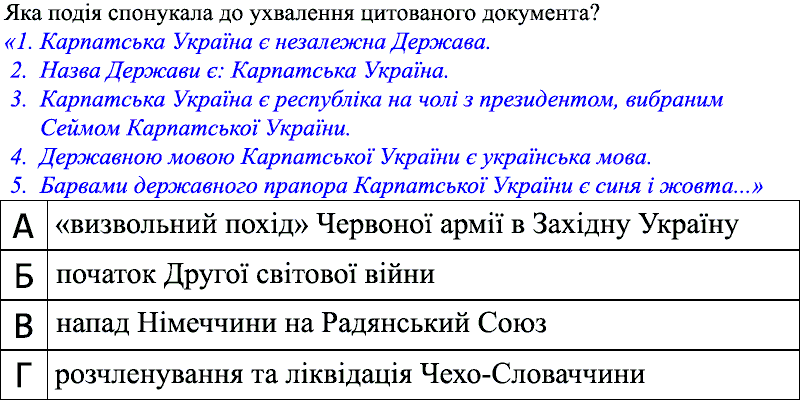 Яка подія спонукала до ухвалення цитованого документа?
«1. Карпатська Україна є незалежна Держава.
2. Назва Держави є: Карпатська Україна.
3. Карпатська Україна є республіка на чолі з президентом, вибраним
Сеймом Карпатської України.
4. Державною мовою Карпатської України є українська мова.
5. Барвами державного прапора Карпатської України є синя і жовта...»
А «визвольний похід» Червоної армії в Західну Україну
Б початок Другої світової війни
В напад Німеччини на Радянський Союз
Г розчленування та ліквідація Чехо-Словаччини